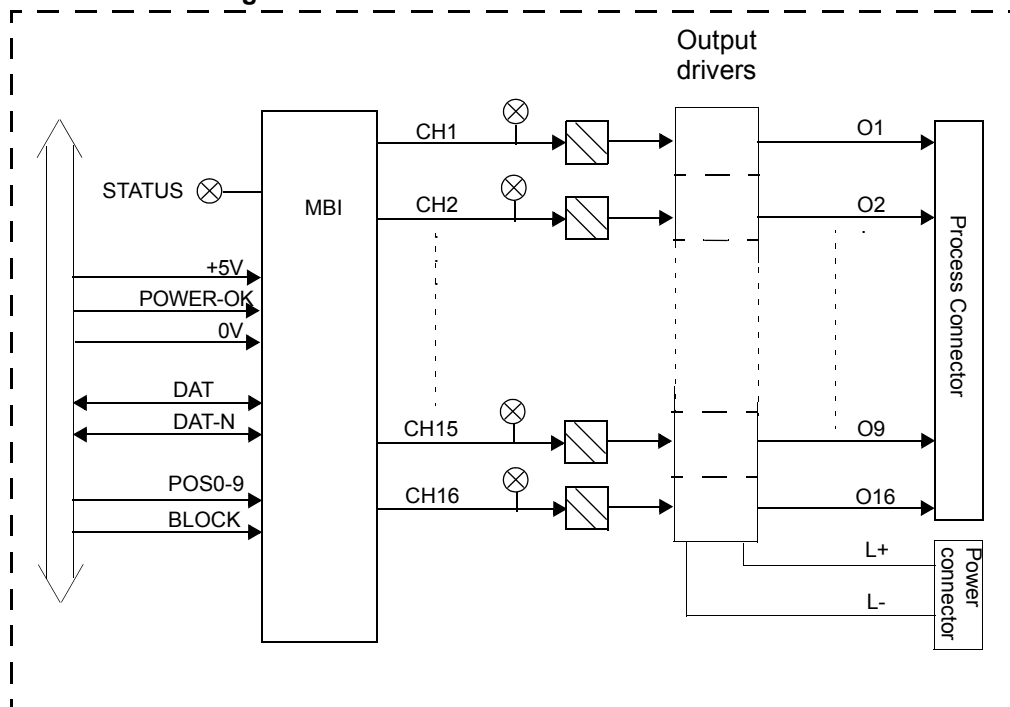 Output
drivers
CH1
O1
STATUS
MBI
CH2
O2
+5V
POWER-OK
0V
DAT
DAT-N
CH15
O9
POS0-9
CH16
O16
BLOCK
Process Connector
L+
L-
Power
connector